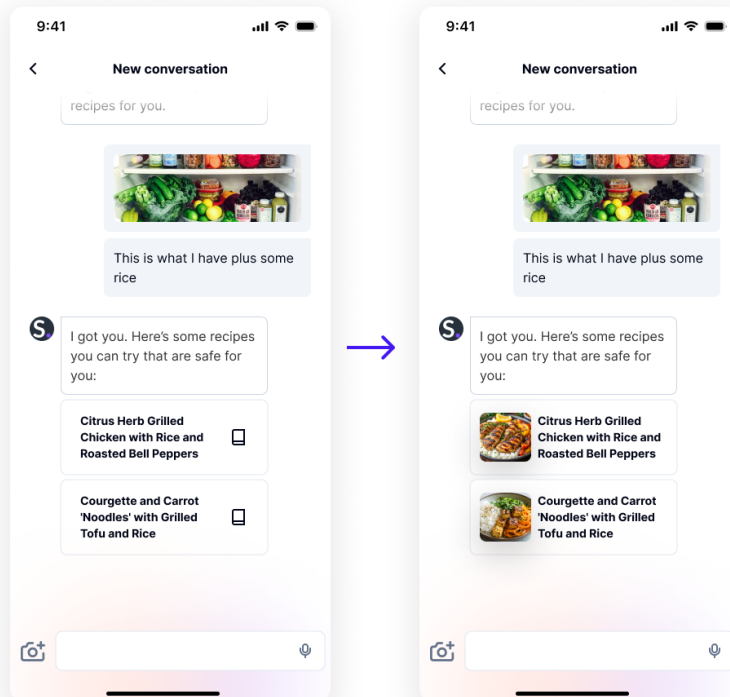 9:41
New conversation
recipes for you.
This is what I have plus some
rice
S.
I got you. Here's some recipes
you can try that are safe for
you:
Citrus Herb Grilled
Chicken with Rice and
Roasted Bell Peppers
Courgette and Carrot
'Noodles' with Grilled
Tofu and Rice
9:41
New conversation
recipes for you.
This is what I have plus some
rice
S.
I got you. Here's some recipes
you can try that are safe for
you:
Citrus Herb Grilled
Chicken with Rice and
Roasted Bell Peppers
Courgette and Carrot
'Noodles' with Grilled
Tofu and Rice